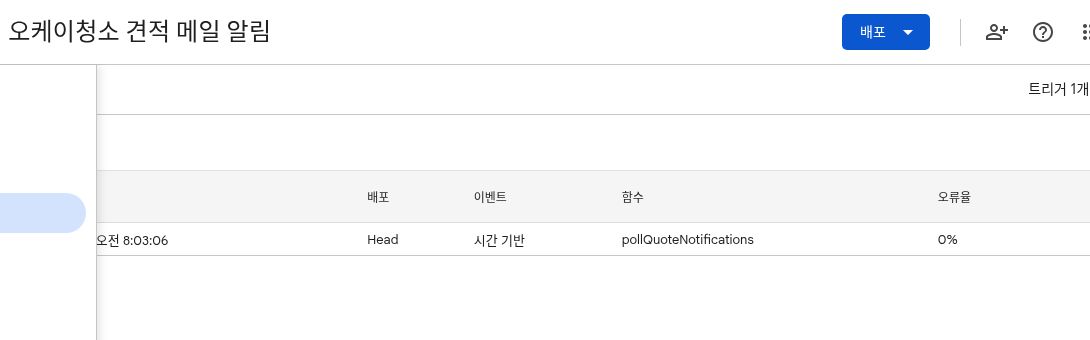 오케이청소 견적 메일 알림
배포
트리거 1개
배포 이벤트 함수 오류율
오전 8:03:06 Head 시간 기반 pollQuoteNotifications 0%